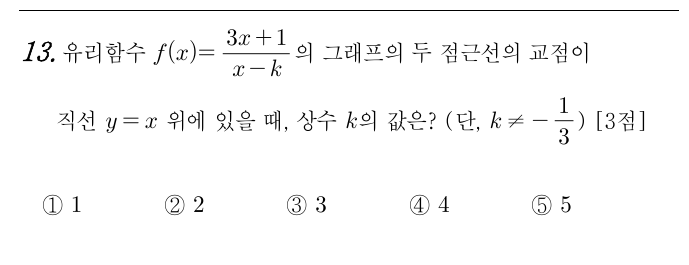 13. 유리함수 f(x)= \frac{3x+1}{x-k} 의 그래프의 두 점근선의 교점이
직선 y=x 위에 있을 때, 상수 k의 값은? (단, k≠-\frac{1}{3}) [3점]
① 1 ② 2 ③ 3 ④ 4 ⑤ 5